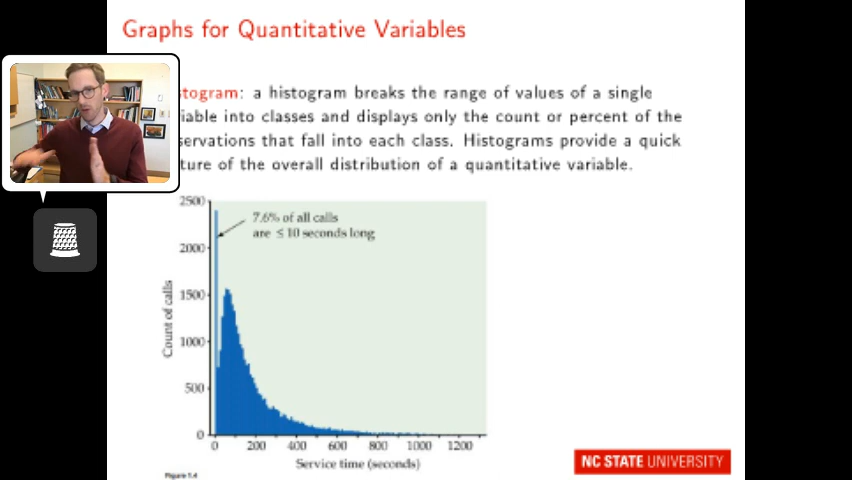 Graphs for Quantitative Variables
stogram: a histogram breaks the range of values of a single
iable into classes and displays only the count or percent of the
servations that fall into each class. Histograms provide a quick
ture of the overall distribution of a quantitative variable.
2500
7.6% of all calls
are ≤ 10 seconds long
2000
1500
1000
500
0
Count of calls
0 200 400 600 800 1000 1200
Service time (seconds)
Figure 1.4
NC STATE UNIVERSITY